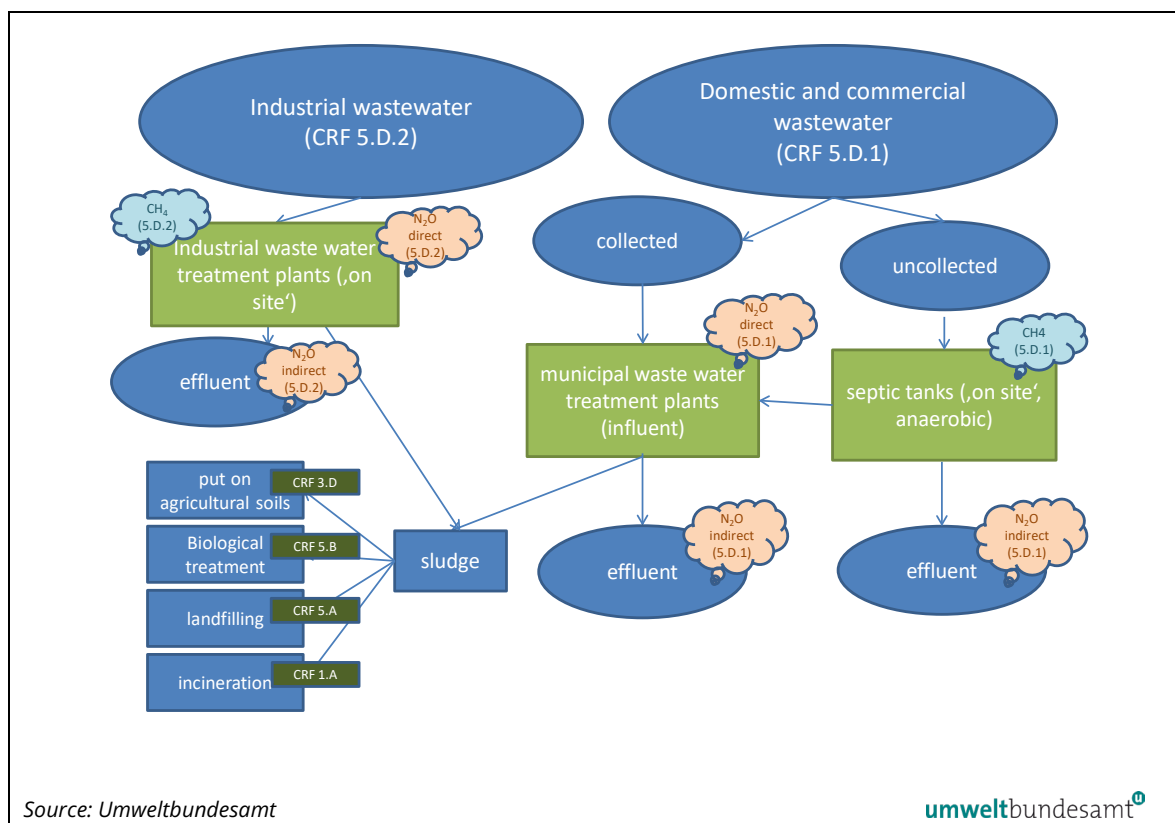 Industrial wastewater
(CRF 5.D.2)
Domestic and commercial
wastewater
(CRF 5.D.1)
CH₄
(5.D.2)
N₂O
direct
(5.D.2)
Industrial waste water
treatment plants (‚on
site‘)
collected
uncollected
N₂O
direct
(5.D.1)
CH4
(5.D.1)
effluent
N₂O
indirect
(5.D.2)
municipal waste water
treatment plants
(influent)
septic tanks (‚on site‘,
anaerobic)
put on
agricultural soils
CRF 3.D
Biological
treatment
CRF 5.B
landfilling
CRF 5.A
incineration
CRF 1.A
sludge
effluent
N₂O
indirect
(5.D.1)
effluent
N₂O
indirect
(5.D.1)
Source: Umweltbundesamt
umweltbundesamt u